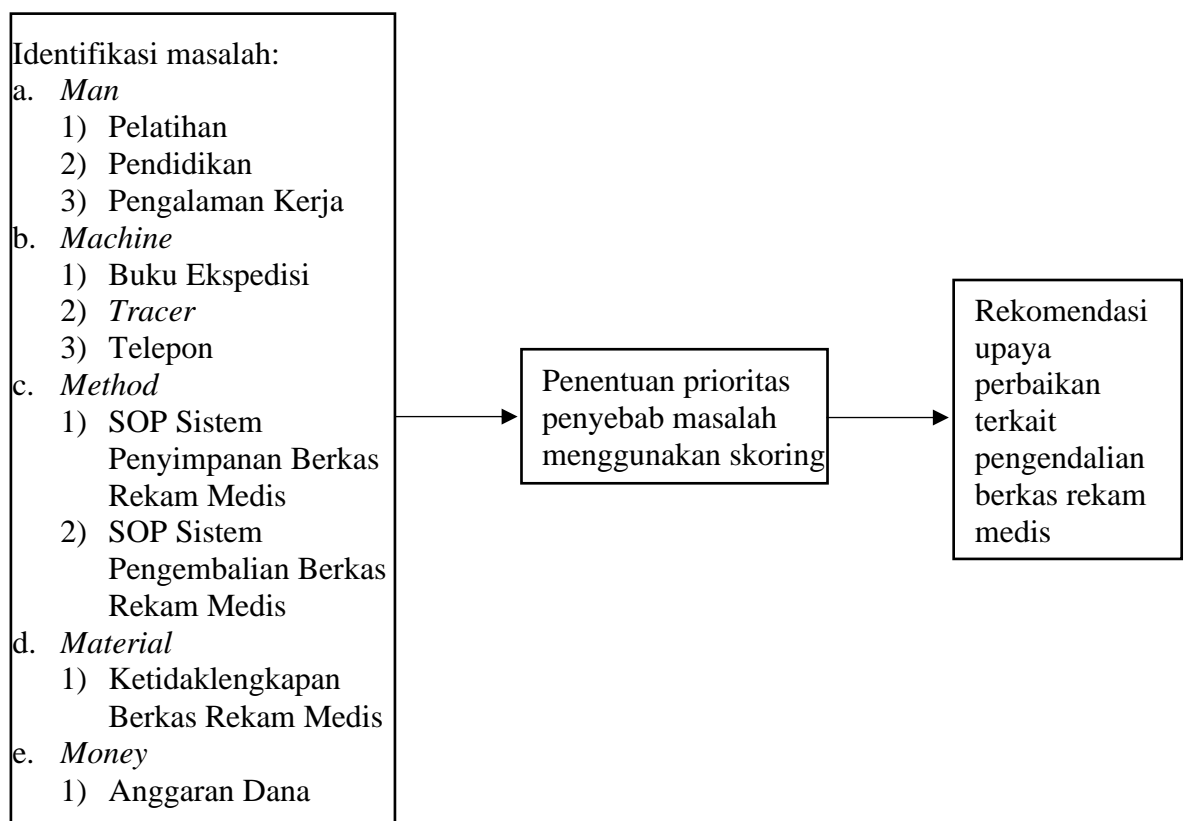 Identifikasi masalah:
a. Man
1) Pelatihan
2) Pendidikan
3) Pengalaman Kerja
b. Machine
1) Buku Ekspedisi
2) Tracer
3) Telepon
c. Method
1) SOP Sistem
Penyimpanan Berkas
Rekam Medis
2) SOP Sistem
Pengembalian Berkas
Rekam Medis
d. Material
1) Ketidaklengkapan
Berkas Rekam Medis
e. Money
1) Anggaran Dana
Penentuan prioritas
penyebab masalah
menggunakan skoring
Rekomendasi
upaya
perbaikan
terkait
pengendalian
berkas rekam
medis